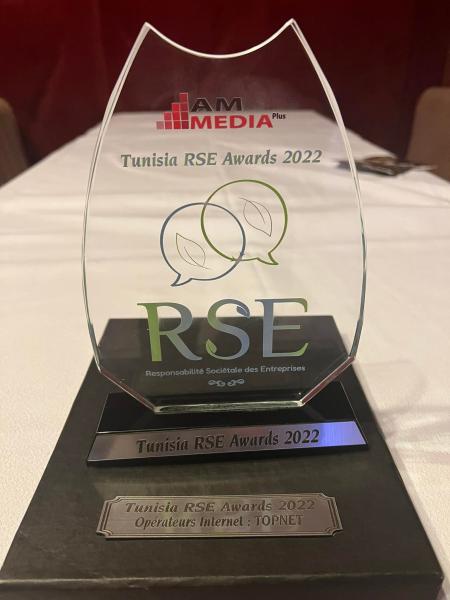 AM
MEDIA Plus
Tunisia RSE Awards 2022
RSE
Responsabilité Sociétale des Entreprises
Tunisia RSE Awards 2022
Tunisia RSE Awards 2022
Opérateurs Internet : TOPNET